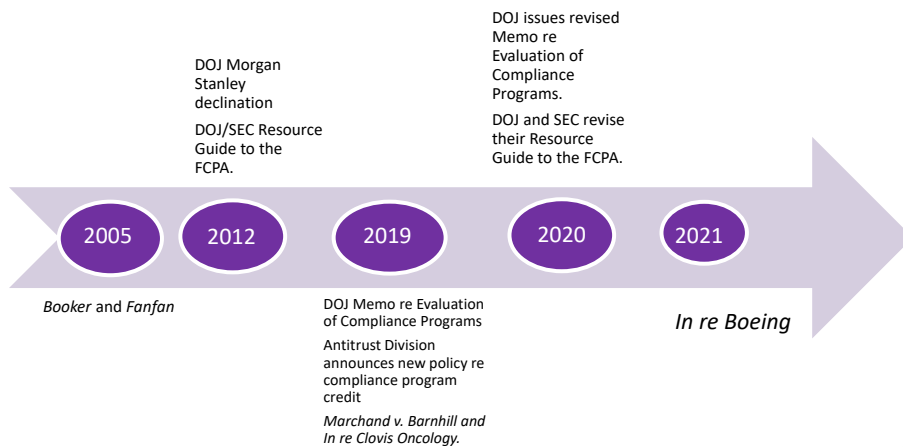 DOJ Morgan
Stanley
declination
DOJ/SEC Resource
Guide to the
FCPA.
DOJ issues revised
Memo re
Evaluation of
Compliance
Programs.
DOJ and SEC revise
their Resource
Guide to the FCPA.
2005
2012
2019
2020
2021
Booker and Fanfan
DOJ Memo re Evaluation
of Compliance Programs
Antitrust Division
announces new policy re
compliance program
credit
Marchand v. Barnhill and
In re Clovis Oncology.
In re Boeing